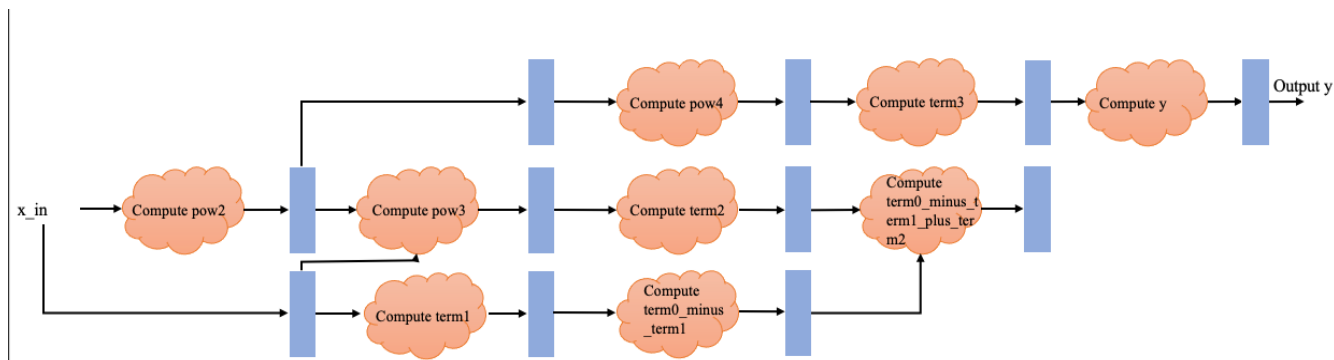 Output y
Compute pow4
Compute term3
Compute y
x_in
Compute pow2
Compute pow3
Compute term2
Compute
term0_minus_t
erm1_plus_ter
m2
Compute term1
Compute
term0_minus
_term1